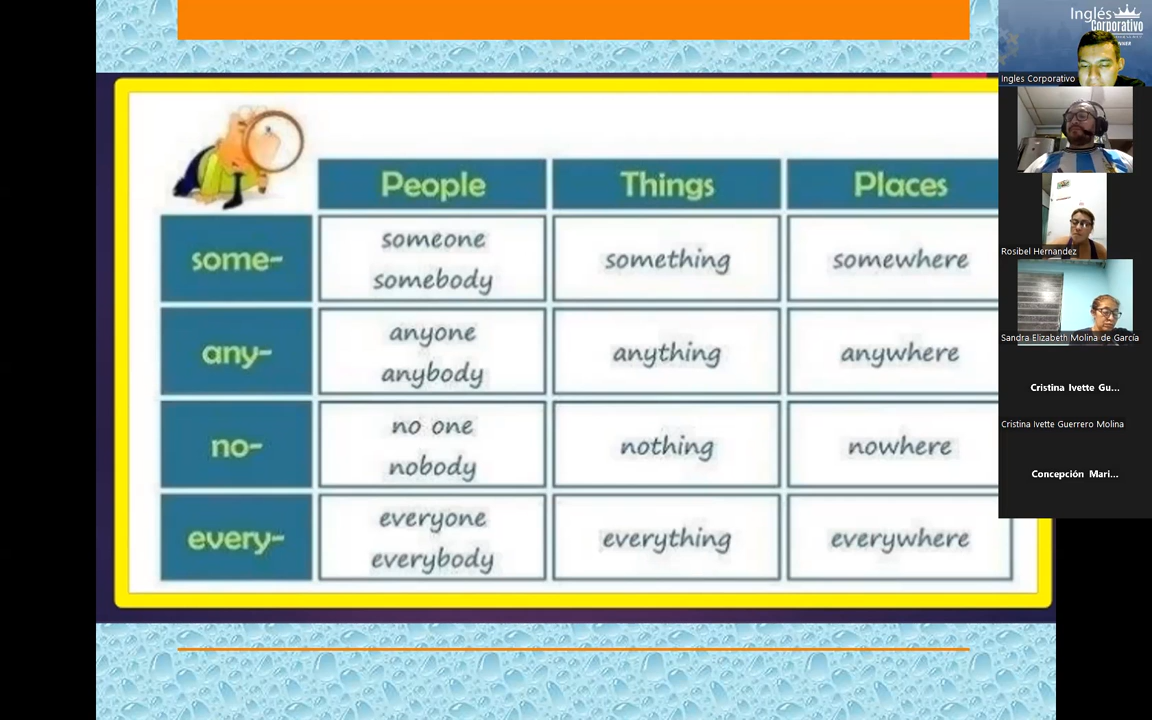 People Things Places
some- someone somebody something somewhere
any- anyone anybody anything anywhere
no- no one nobody nothing nowhere
every- everyone everybody everything everywhere
Inglés
Corporativo
Ingles Corporativo
Rosibel Hernandez
Sandra Elizabeth Molina de García
Cristina Ivette Gu...
Cristina Ivette Guerrero Molina
Concepción Mari...